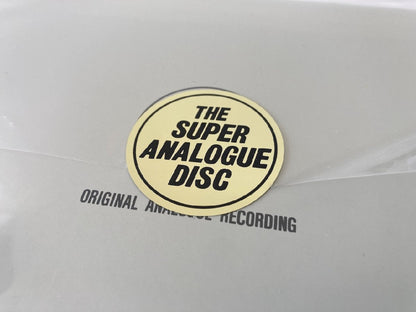 THE
SUPER
ANALOGUE
DISC
ORIGINAL ANALOGUE RECORDING